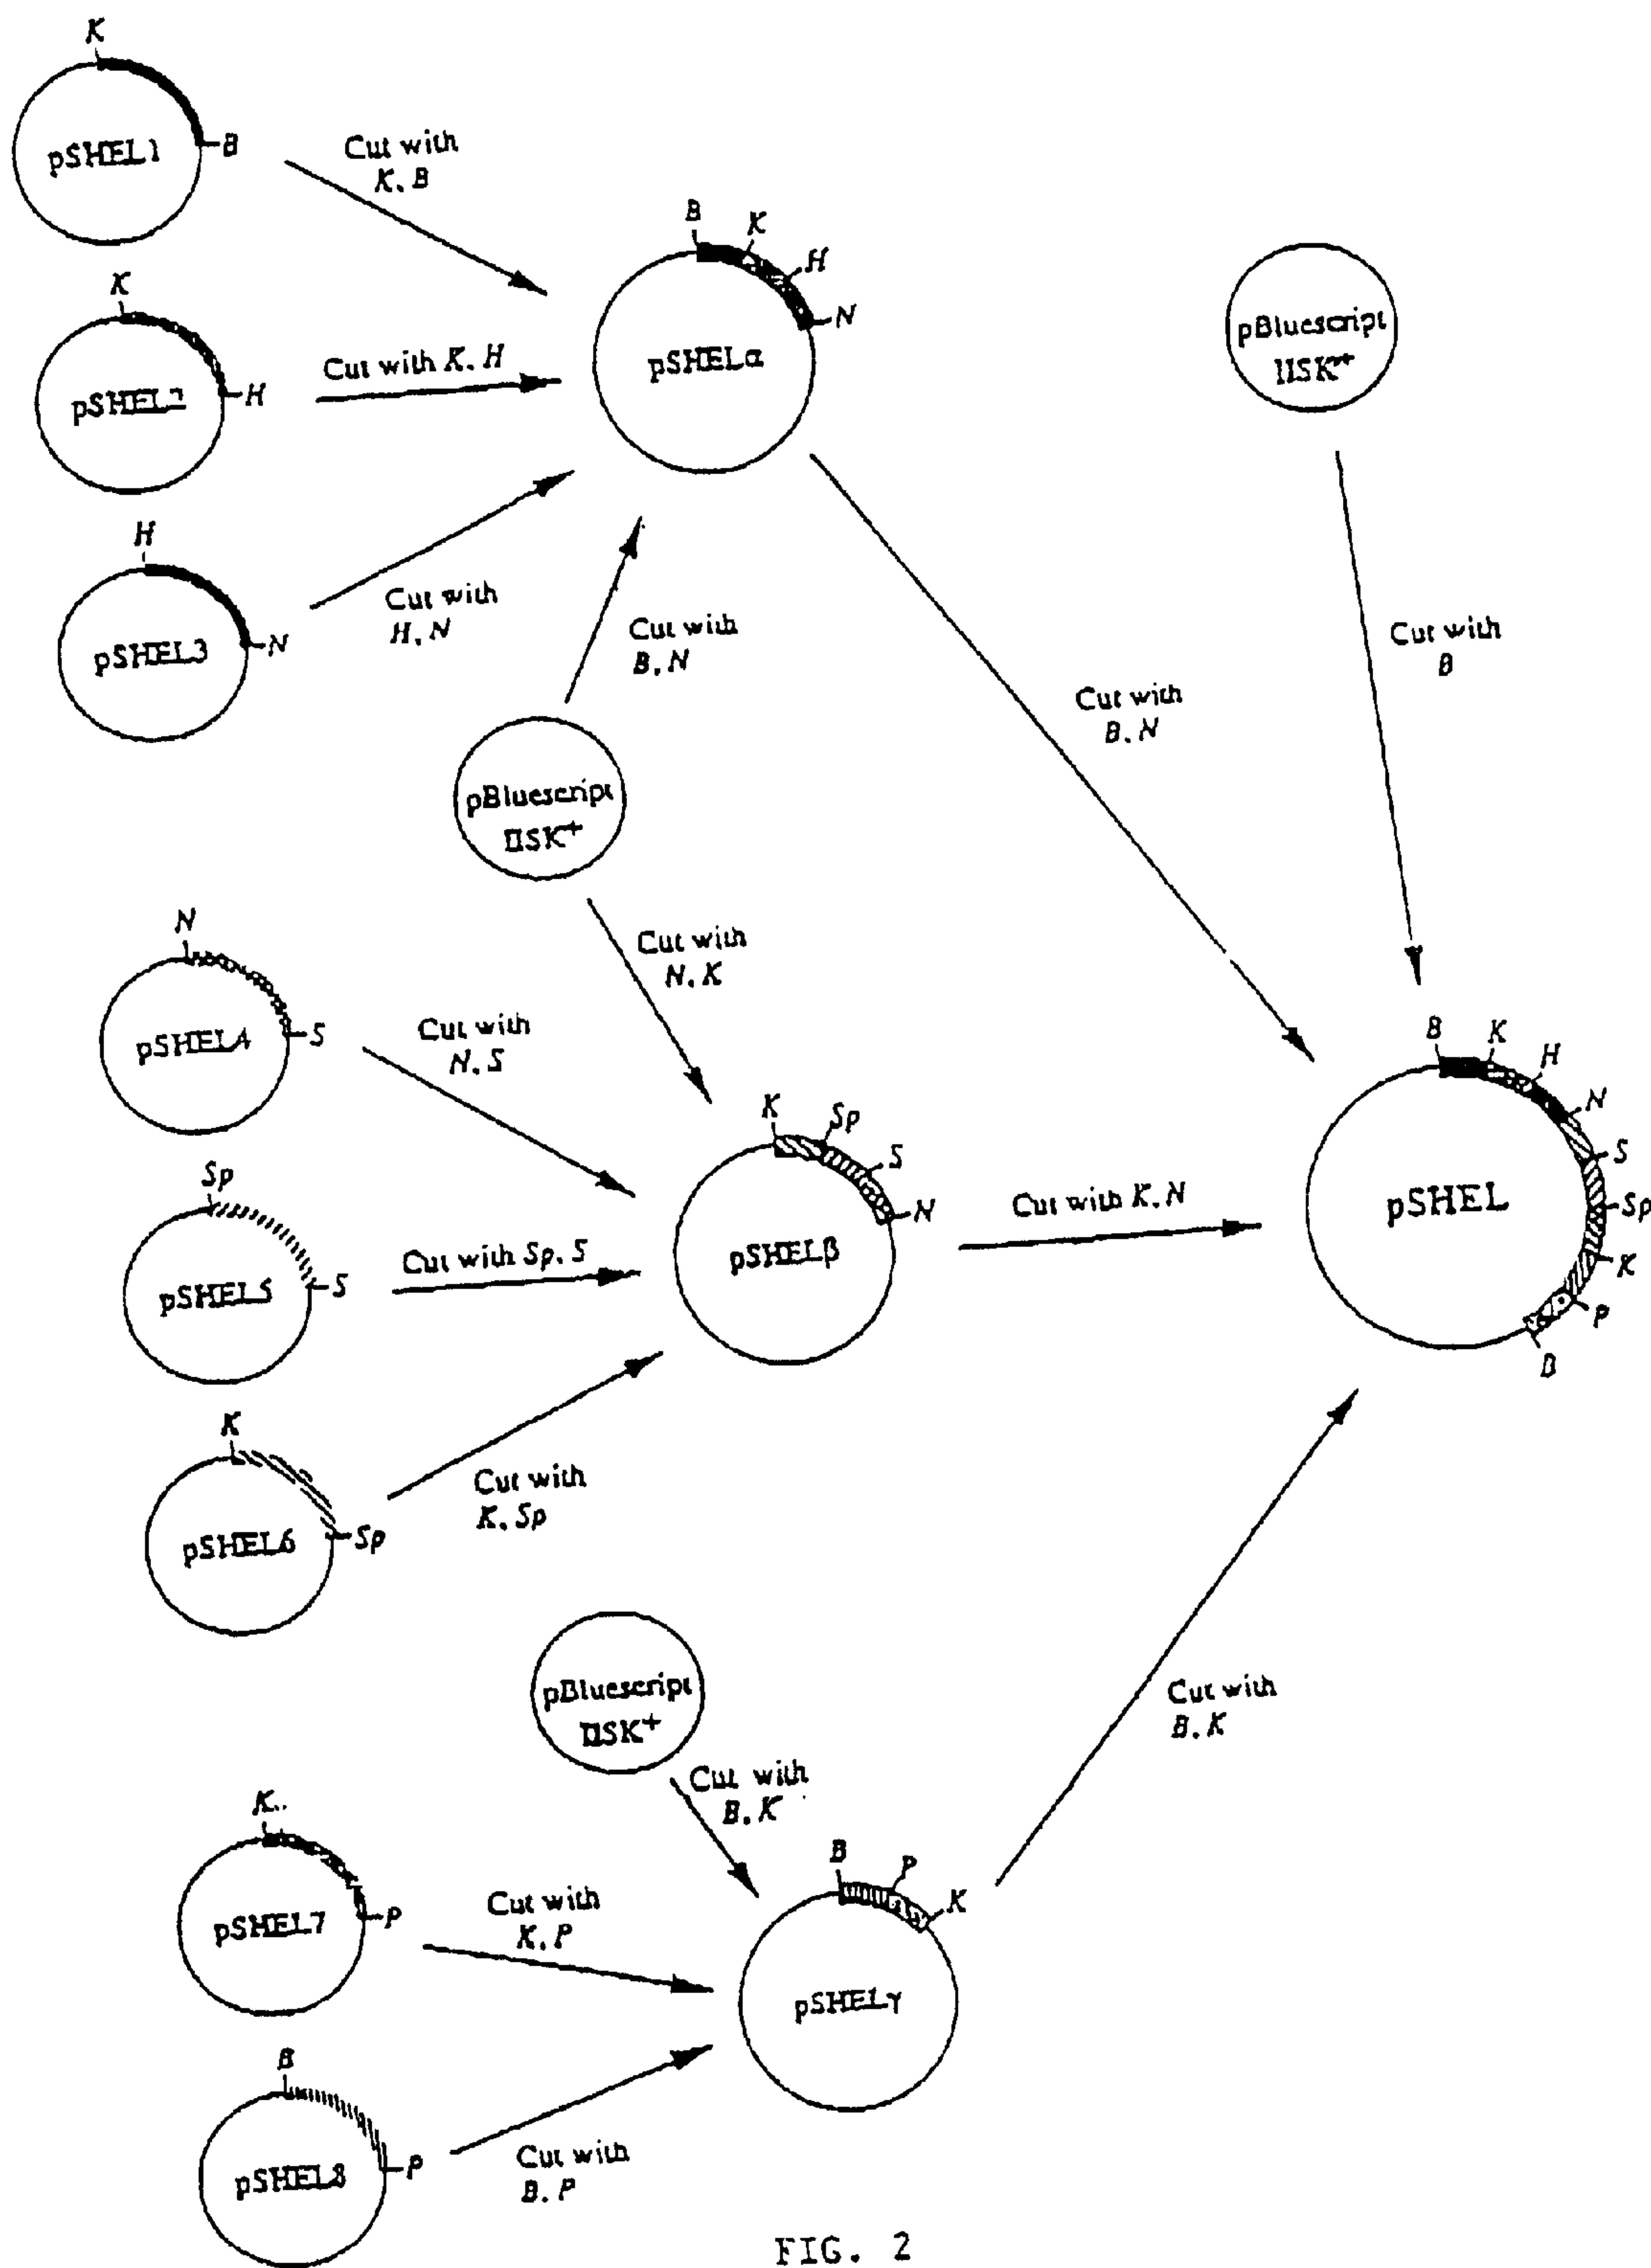 K
pSHEL1
B
Cut with
K, B
K
pSHEL2
H
Cut with K, H
H
pSHEL3
N
Cut with
H, N
B
K
H
N
pSHELα
pBluescript
IISK+
Cut with
B, N
Cut with
N, K
pBluescript
IISK+
Cut with
B
Cut with
B, N
N
pSHEL4
S
Cut with
N, S
Sp
pSHEL5
S
Cut with Sp, S
K
pSHEL6
Sp
Cut with
K, Sp
K
Sp
S
N
pSHELβ
Cut with K, N
B
K
H
N
S
Sp
K
P
B
pSHEL
pBluescript
IISK+
Cut with
B, K
K
pSHEL7
P
Cut with
K, P
B
pSHEL8
P
Cut with
B, P
B
P
K
pSHELγ
Cut with
B, K
FIG. 2